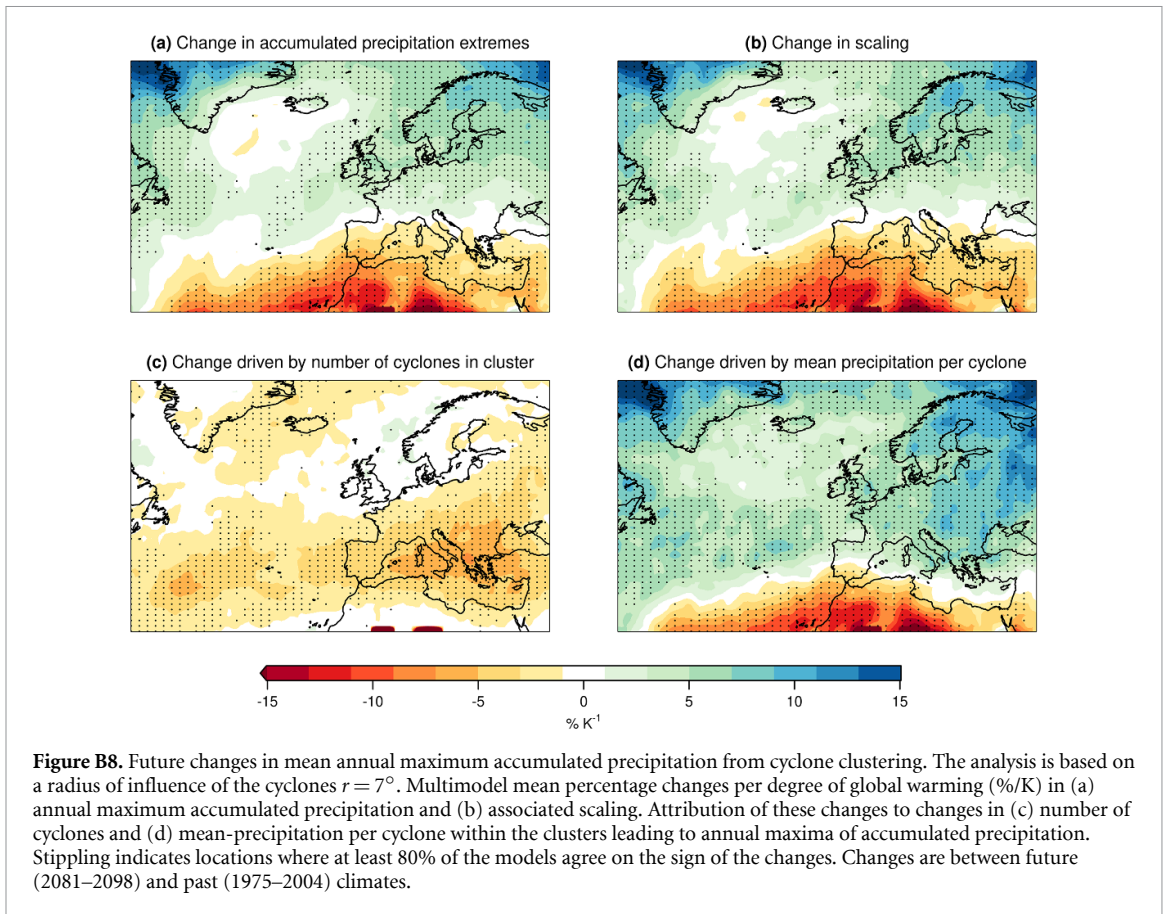 (a) Change in accumulated precipitation extremes
(b) Change in scaling
(c) Change driven by number of cyclones in cluster
(d) Change driven by mean precipitation per cyclone
-15 -10 -5 0 5 10 15
% K⁻¹
Figure B8. Future changes in mean annual maximum accumulated precipitation from cyclone clustering. The analysis is based on
a radius of influence of the cyclones r = 7°. Multimodel mean percentage changes per degree of global warming (%/K) in (a)
annual maximum accumulated precipitation and (b) associated scaling. Attribution of these changes to changes in (c) number of
cyclones and (d) mean-precipitation per cyclone within the clusters leading to annual maxima of accumulated precipitation.
Stippling indicates locations where at least 80% of the models agree on the sign of the changes. Changes are between future
(2081–2098) and past (1975–2004) climates.